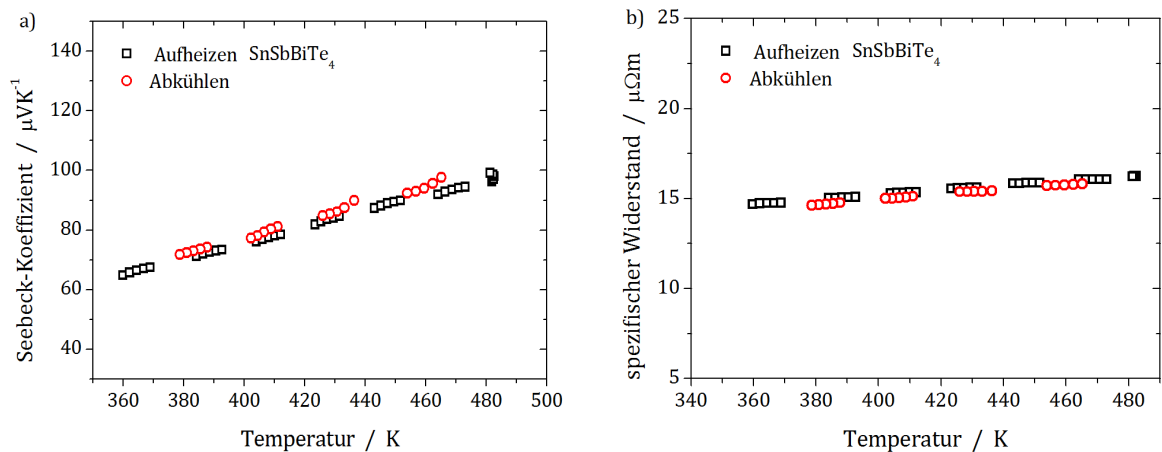 a)
140
120
100
80
60
40
Seebeck-Koeffizient / µVK⁻¹
Aufheizen SnSbBiTe₄
Abkühlen
360 380 400 420 440 460 480 500
Temperatur / K
b)
25
20
15
10
5
spezifischer Widerstand / µΩm
Aufheizen SnSbBiTe₄
Abkühlen
340 360 380 400 420 440 460 480
Temperatur / K